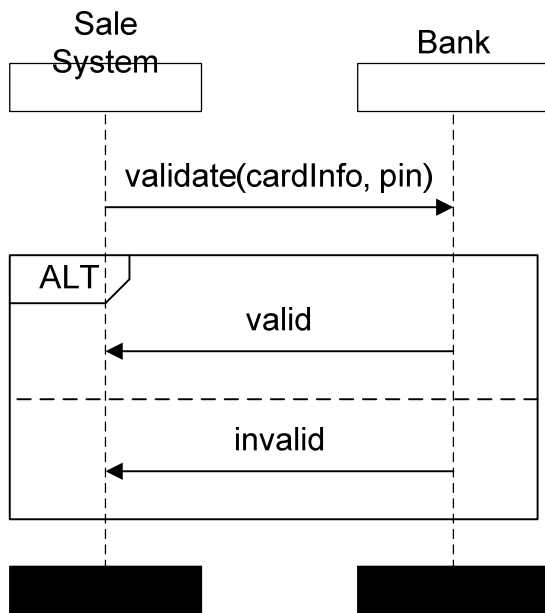 Sale
System
Bank
validate(cardInfo, pin)
ALT
valid
invalid